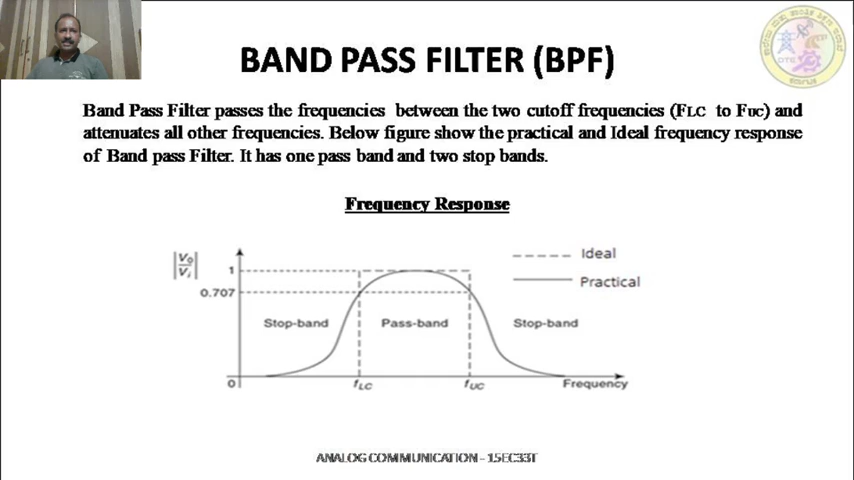 BAND PASS FILTER (BPF)
Band Pass Filter passes the frequencies between the two cutoff frequencies (FLC to FUC) and
attenuates all other frequencies. Below figure show the practical and Ideal frequency response
of Band pass Filter. It has one pass band and two stop bands.
Frequency Response
|Vo/Vi|
1
0.707
Ideal
Practical
Stop-band
Pass-band
Stop-band
0
fLC
fUC
Frequency
DTE
ANALOG COMMUNICATION - 15EC33T